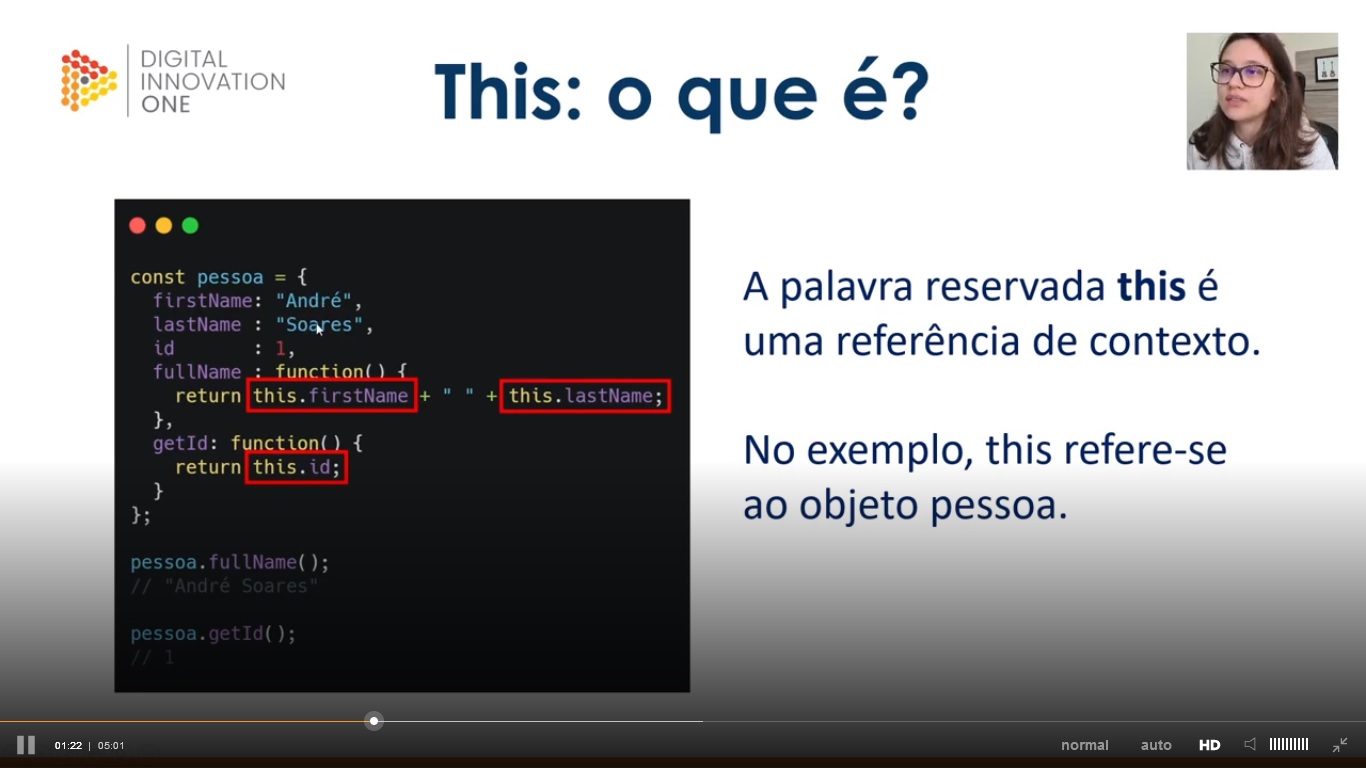 DIGITAL
INNOVATION
ONE
This: o que é?
const pessoa = {
firstName: "André",
lastName : "Soares",
id : 1,
fullName : function() {
return this.firstName + " " + this.lastName;
},
getId: function() {
return this.id;
}
};
pessoa.fullName();
// "André Soares"
pessoa.getId();
// 1
A palavra reservada this é
uma referência de contexto.
No exemplo, this refere-se
ao objeto pessoa.
01:22 | 05:01
normal auto HD